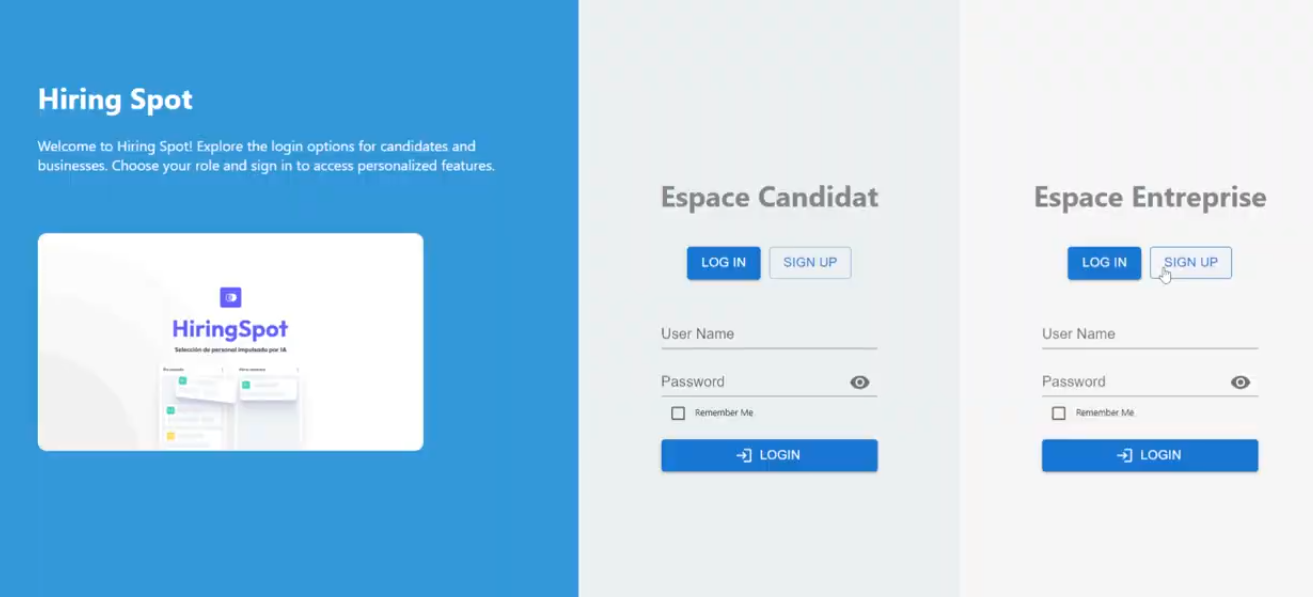 Hiring Spot
Welcome to Hiring Spot! Explore the login options for candidates and
businesses. Choose your role and sign in to access personalized features.
HiringSpot
Selección de personal impulsada por IA
Espace Candidat
LOG IN
SIGN UP
User Name
Password
Remember Me
LOGIN
Espace Entreprise
LOG IN
SIGN UP
User Name
Password
Remember Me
LOGIN